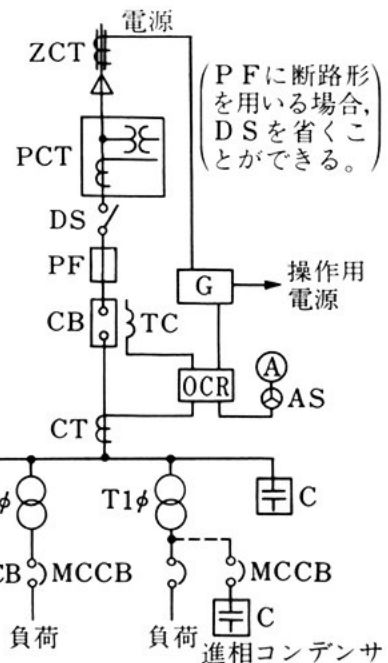 電源
ZCT
(PFに断路形
を用いる場合,
DSを省くこ
とができる。)
PCT
DS
PF
G
操作用
電源
CB
TC
A
OCR
AS
CT
φ
T1φ
C
CB
MCCB
MCCB
C
負荷
負荷
進相コンデンサ